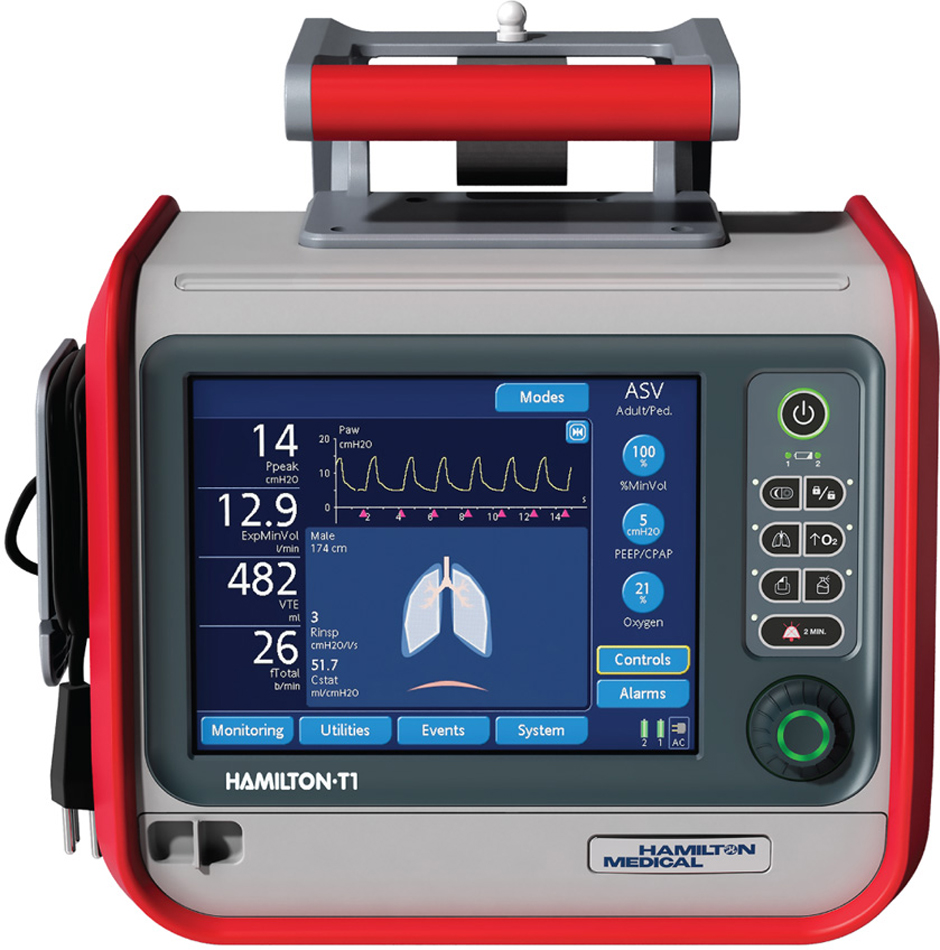 Modes
ASV
Adult/Ped.
14
Ppeak
cmH2O
Paw
cmH2O
20
10
0
s
2
4
6
8
10
12
14
100
%
%MinVol
12.9
ExpMinVol
l/min
Male
174 cm
5
cmH2O
PEEP/CPAP
482
VTE
ml
21
%
Oxygen
3
Rinsp
cmH2O/l/s
26
fTotal
b/min
51.7
Cstat
ml/cmH2O
Controls
Alarms
Monitoring
Utilities
Events
System
2 1 AC
1 2
↑O2
2 MIN.
HAMILTON·T1
HAMILTON
MEDICAL